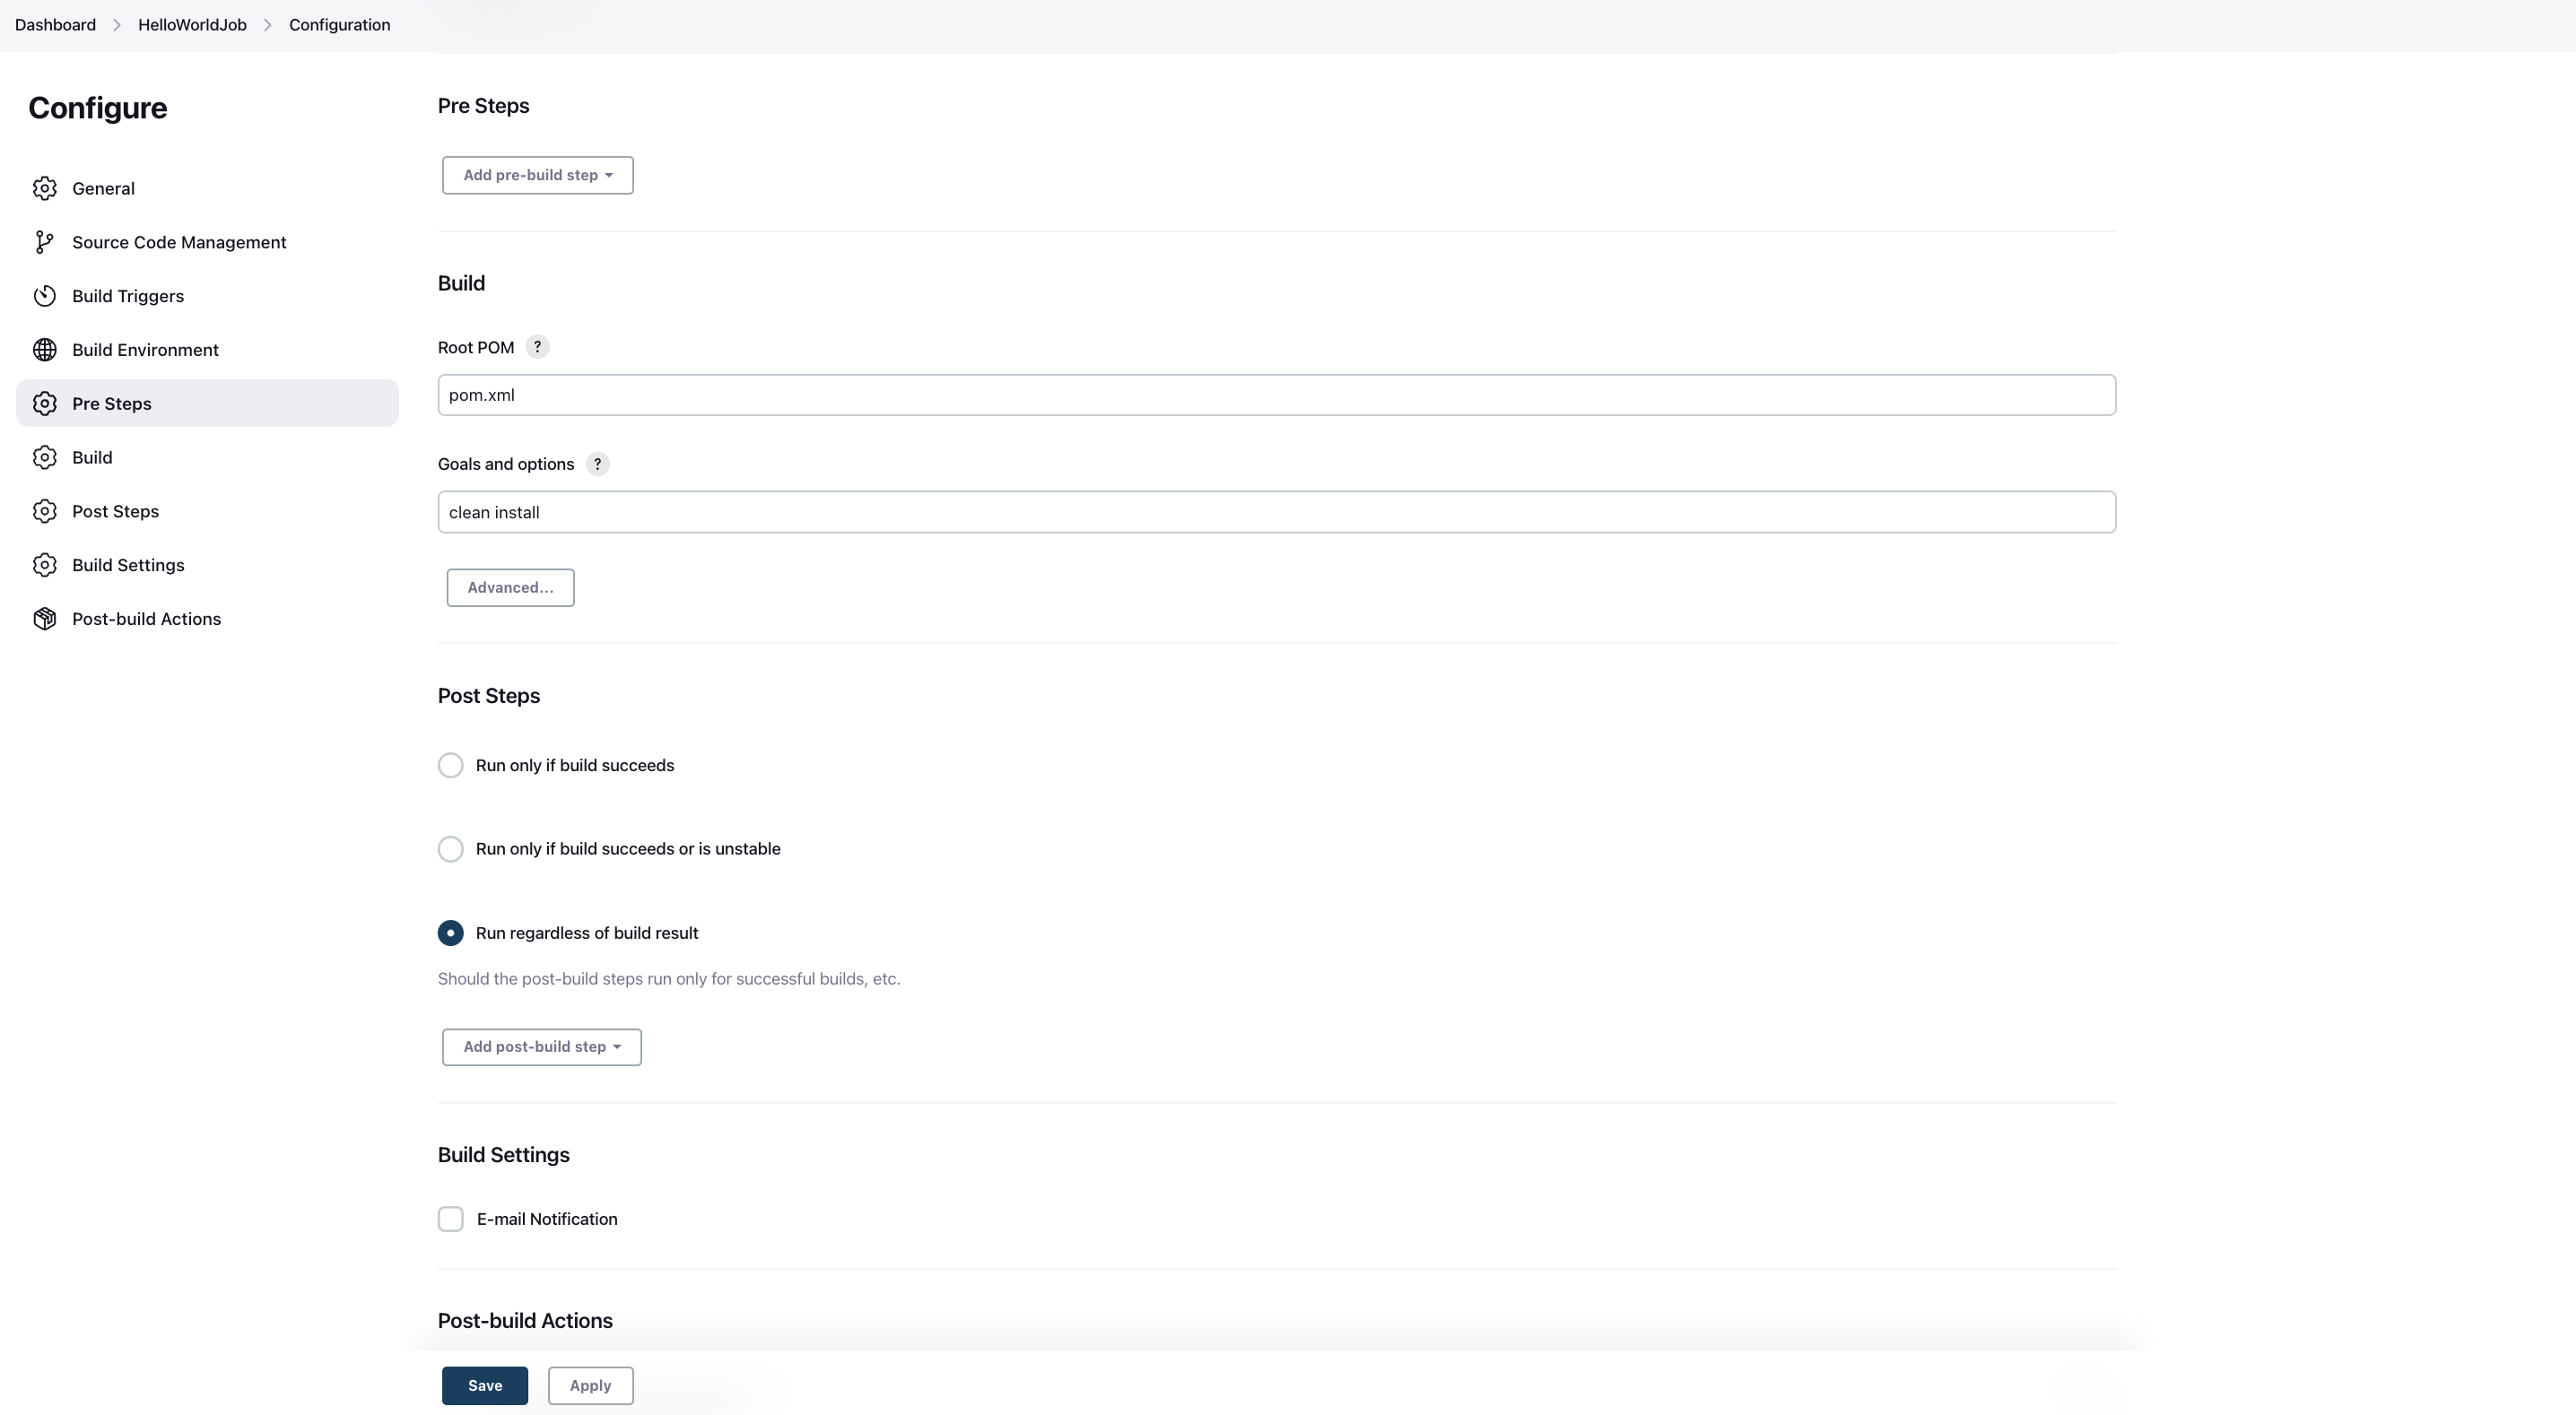 Dashboard > HelloWorldJob > Configuration
Configure
General
Source Code Management
Build Triggers
Build Environment
Pre Steps
Build
Post Steps
Build Settings
Post-build Actions
Pre Steps
Add pre-build step
Build
Root POM ?
pom.xml
Goals and options ?
clean install
Advanced...
Post Steps
Run only if build succeeds
Run only if build succeeds or is unstable
Run regardless of build result
Should the post-build steps run only for successful builds, etc.
Add post-build step
Build Settings
E-mail Notification
Post-build Actions
Save Apply